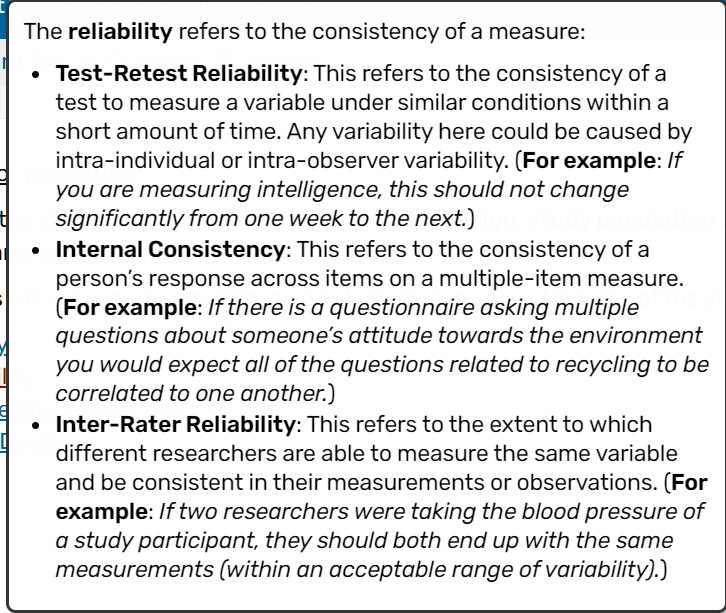 The reliability refers to the consistency of a measure:
• Test-Retest Reliability: This refers to the consistency of a
test to measure a variable under similar conditions within a
short amount of time. Any variability here could be caused by
intra-individual or intra-observer variability. (For example: If
you are measuring intelligence, this should not change
significantly from one week to the next.)
• Internal Consistency: This refers to the consistency of a
person's response across items on a multiple-item measure.
(For example: If there is a questionnaire asking multiple
questions about someone's attitude towards the environment
you would expect all of the questions related to recycling to be
correlated to one another.)
• Inter-Rater Reliability: This refers to the extent to which
different researchers are able to measure the same variable
and be consistent in their measurements or observations. (For
example: If two researchers were taking the blood pressure of
a study participant, they should both end up with the same
measurements (within an acceptable range of variability).)